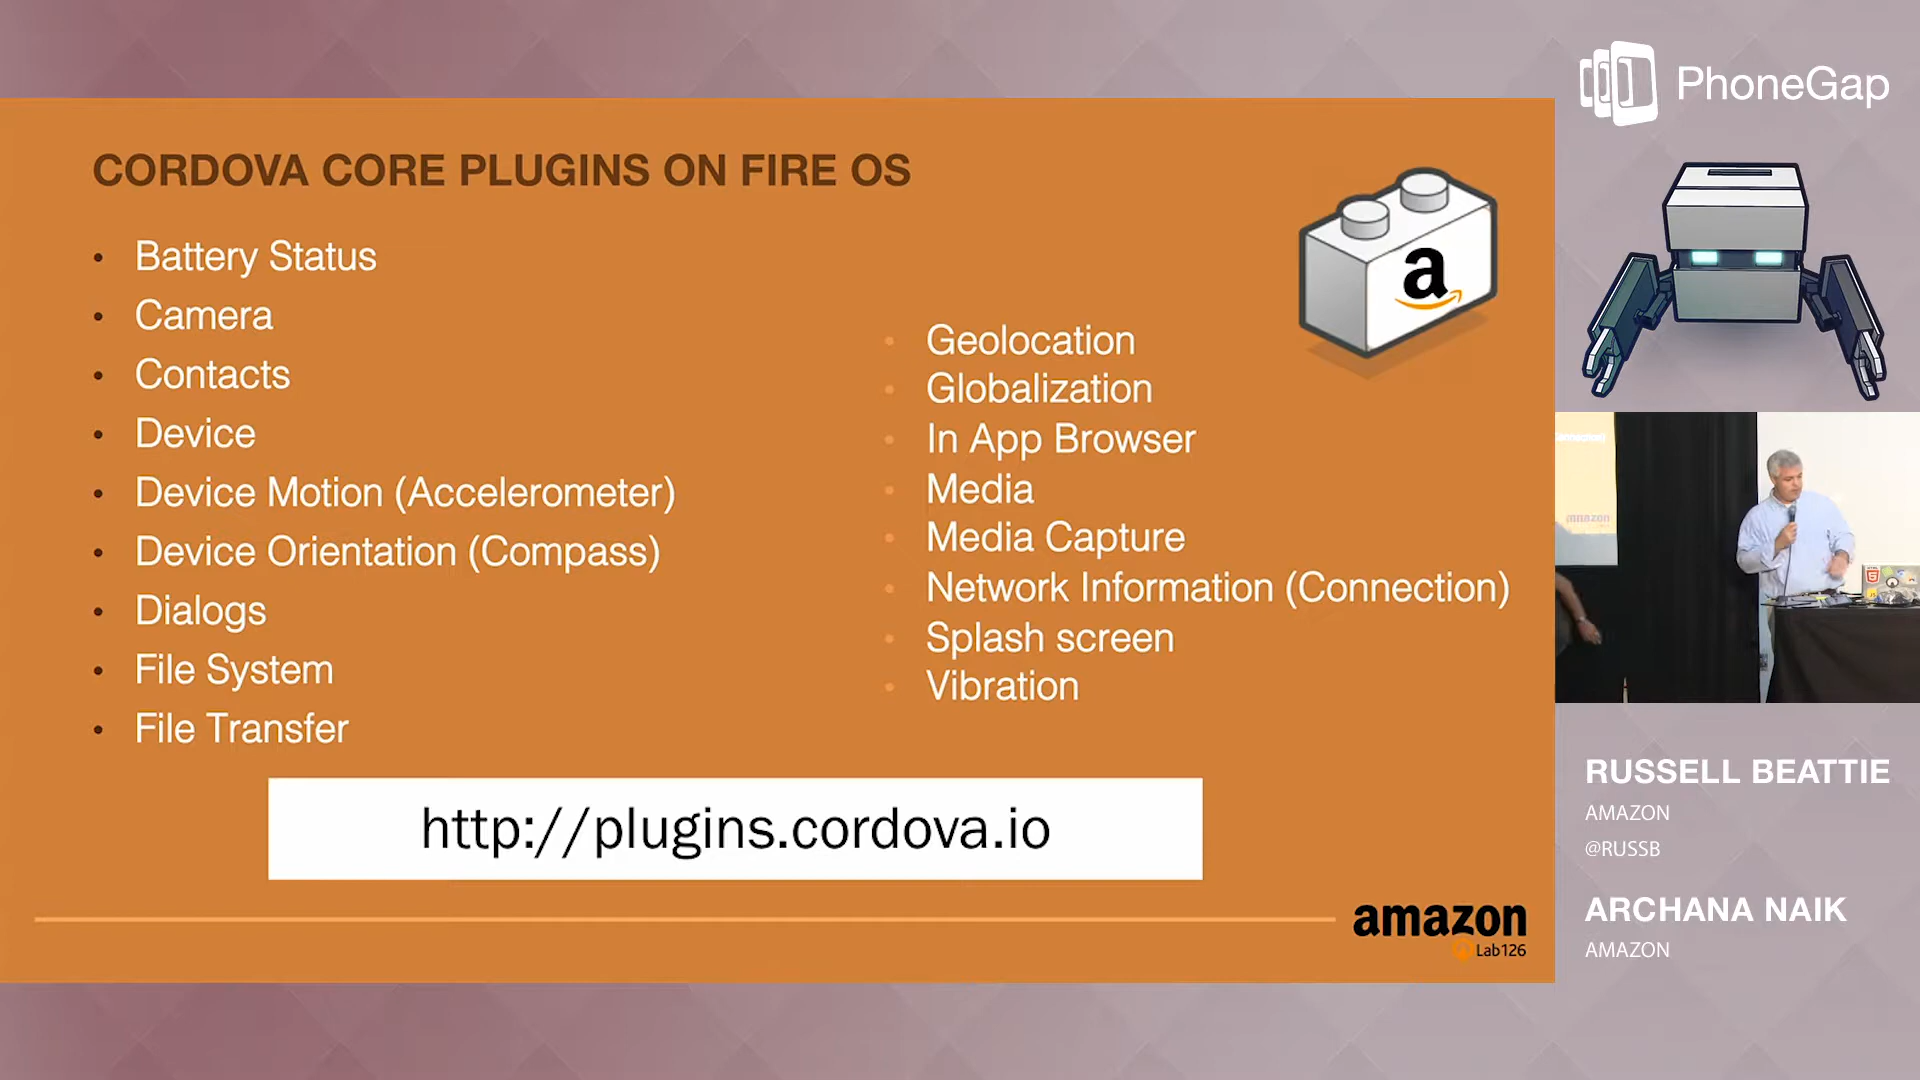 PhoneGap
CORDOVA CORE PLUGINS ON FIRE OS
• Battery Status
• Camera
• Contacts
• Device
• Device Motion (Accelerometer)
• Device Orientation (Compass)
• Dialogs
• File System
• File Transfer
• Geolocation
• Globalization
• In App Browser
• Media
• Media Capture
• Network Information (Connection)
• Splash screen
• Vibration
a
http://plugins.cordova.io
amazon
Lab126
amazon
RUSSELL BEATTIE
AMAZON
@RUSSB
ARCHANA NAIK
AMAZON